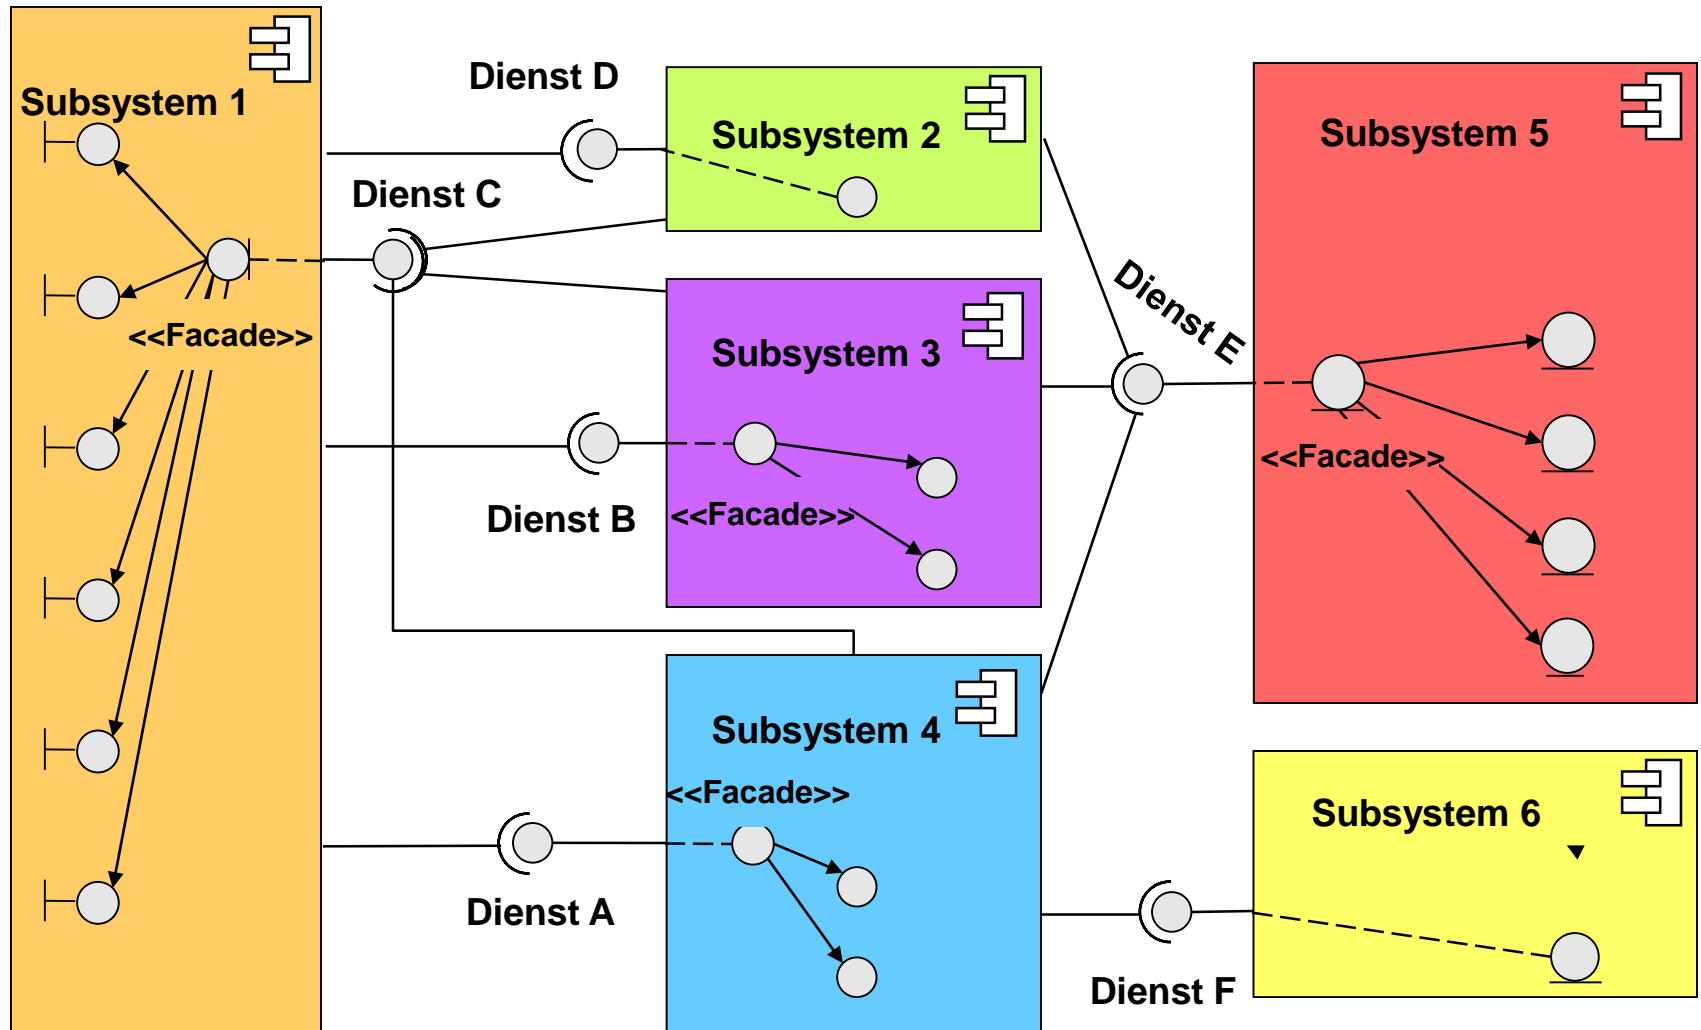 Subsystem 1
<<Facade>>
Dienst D
Dienst C
Dienst B
Dienst A
Subsystem 2
Subsystem 3
<<Facade>>
Subsystem 4
<<Facade>>
Dienst E
Dienst F
Subsystem 5
<<Facade>>
Subsystem 6